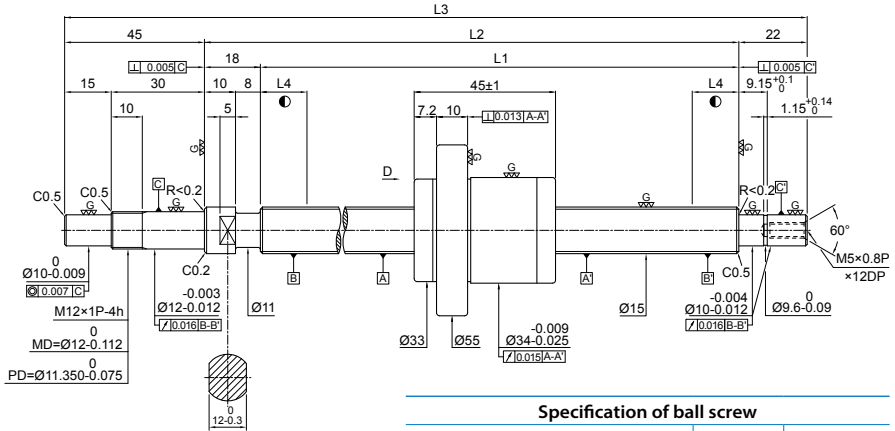 L3
45
L2
22
⊥ 0.005 C
18
L1
⊥ 0.005 C'
15
30
10
8
L4
45±1
L4
9.15 +0.1 0
10
5
7.2
10
⊥ 0.013 A-A'
1.15 +0.14 0
G
G
G
D
G
C0.5
C0.5
G
C
G
R<0.2
G
R<0.2
G
C'
G
60°
0
Ø10-0.009
◎ 0.007 C
C0.2
B
A
A'
B'
C0.5
M5×0.8P
×12DP
M12×1P-4h
-0.003
Ø12-0.012
Ø11
Ø15
-0.004
Ø10-0.012
0
Ø9.6-0.09
0
MD=Ø12-0.112
↗ 0.016 B-B'
Ø33
Ø55
-0.009
Ø34-0.025
↗ 0.016 B-B'
↗ 0.015 A-A'
0
PD=Ø11.350-0.075
0
12-0.3
Specification of ball screw